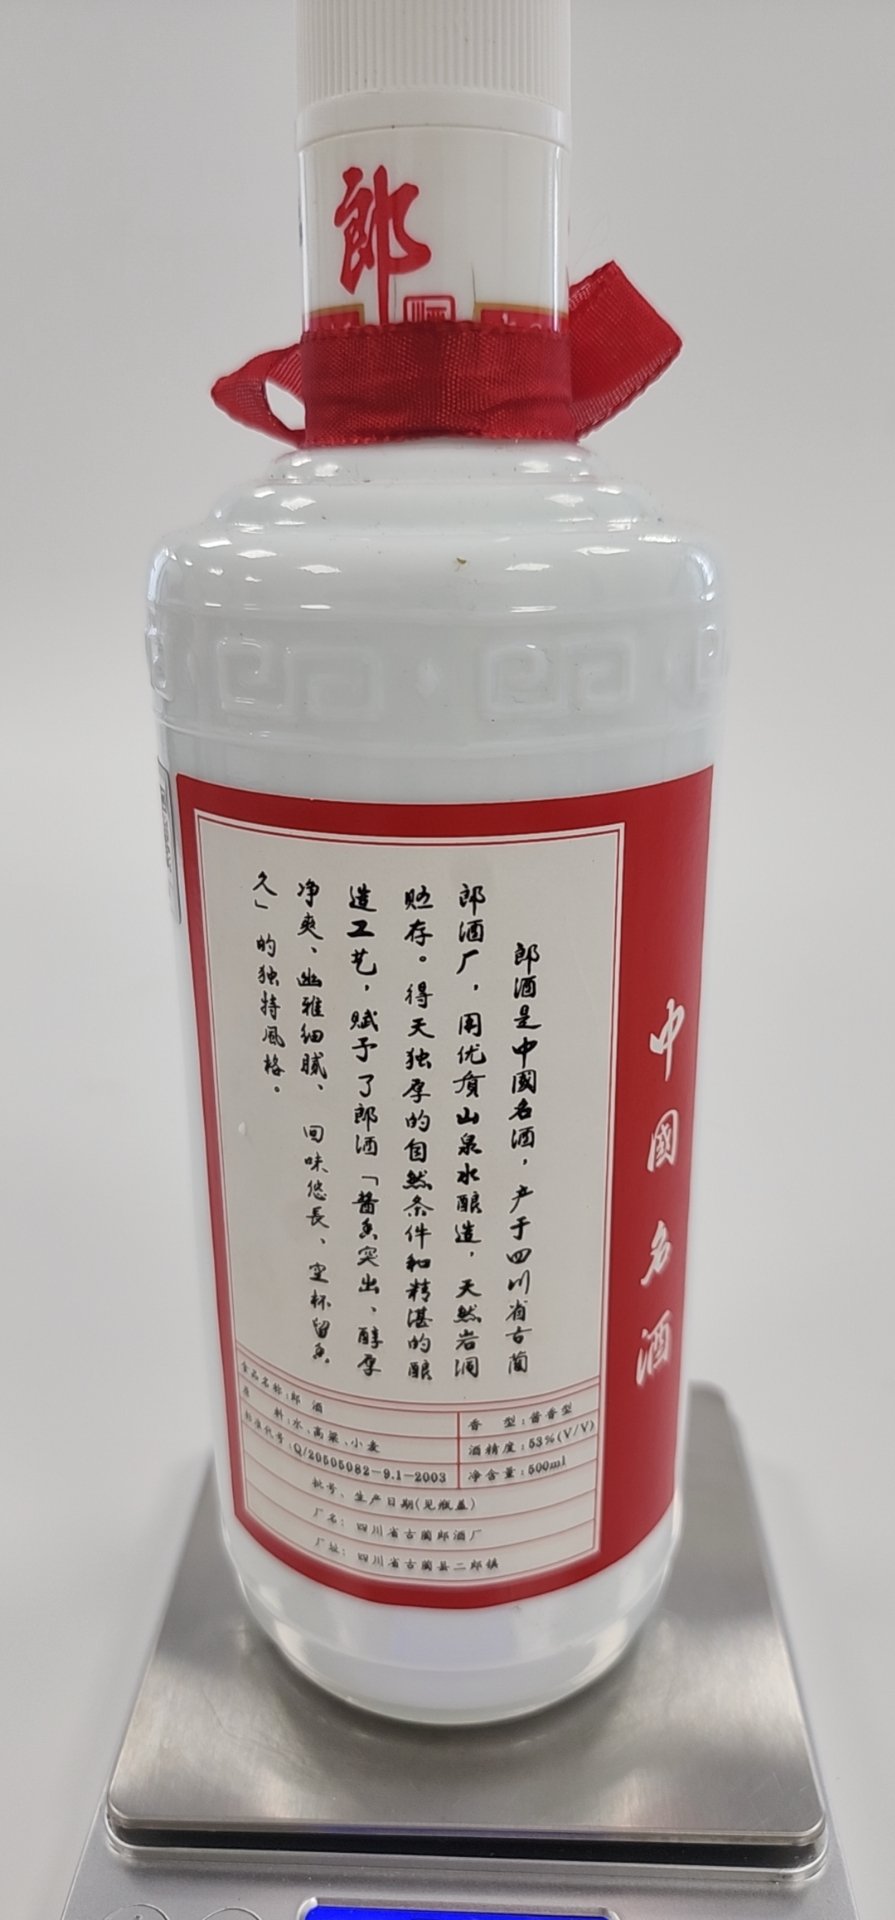 郎
郎酒是中國名酒，产于四川省古蔺
郎酒厂，用优质山泉水酿造，天然岩洞
贮存。得天独厚的自然条件和精湛的酿
造工艺，赋予了郎酒「酱香突出、醇厚
净爽、幽雅细腻、回味悠長、空杯留香
久」的独特风格。
中國名酒
食品名称：郎 酒
原 料：水、高粱、小麦
标准代号：Q/20505082-9.1-2003
香 型：酱香型
酒精度：53%(V/V)
净含量：500ml
批号、生产日期(见瓶盖)
厂名：四川省古蔺郎酒厂
厂址：四川省古蔺县二郎镇